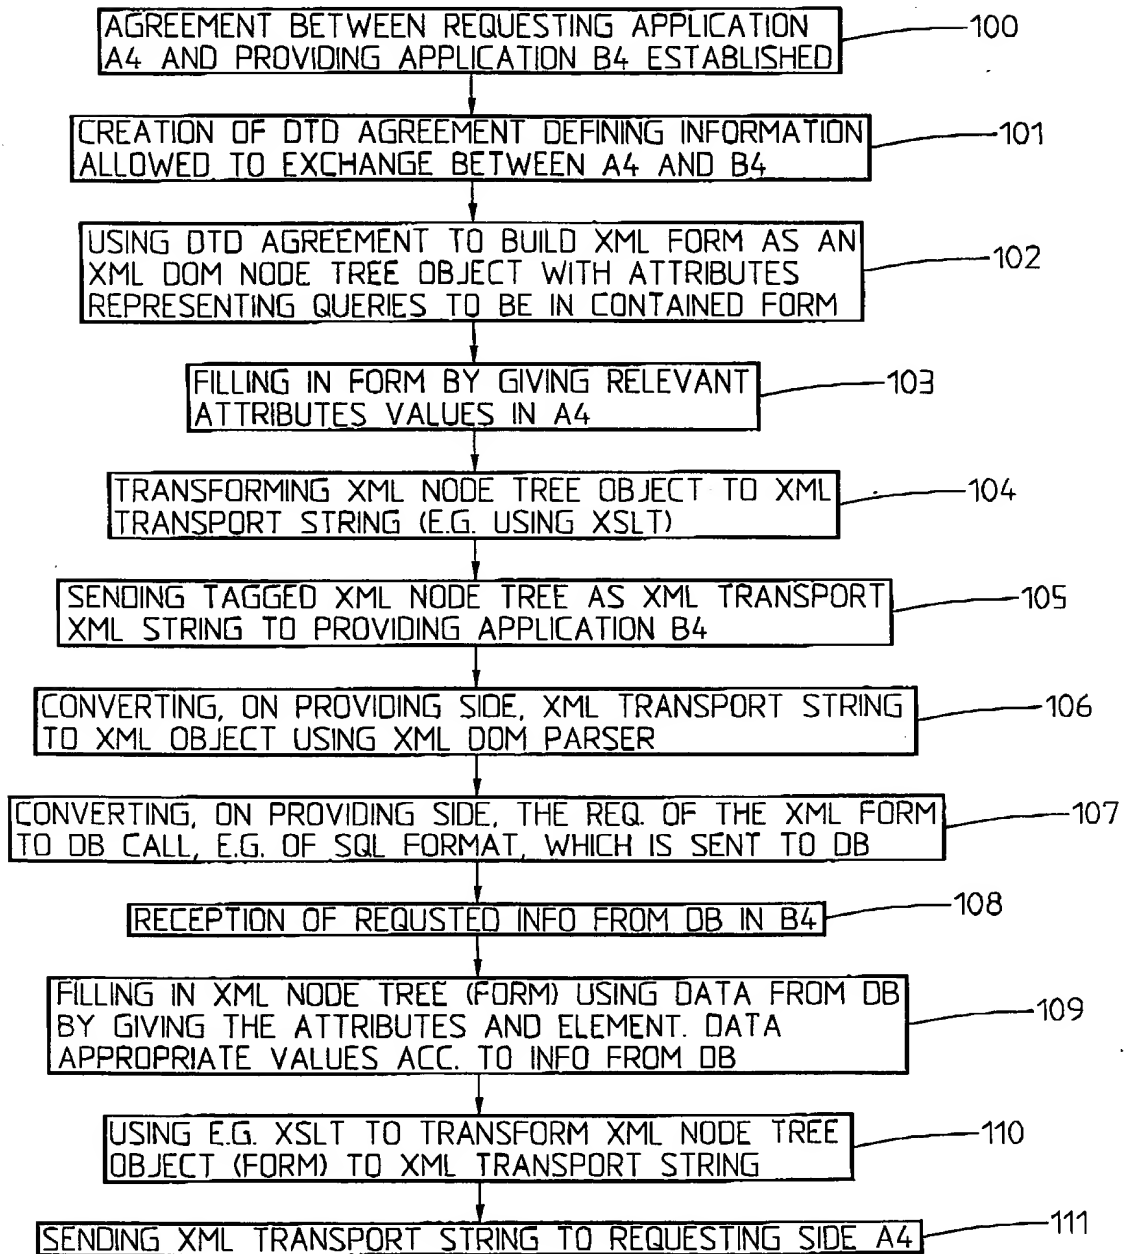 AGREEMENT BETWEEN REQUESTING APPLICATION
A4 AND PROVIDING APPLICATION B4 ESTABLISHED
100
CREATION OF DTD AGREEMENT DEFINING INFORMATION
ALLOWED TO EXCHANGE BETWEEN A4 AND B4
101
USING DTD AGREEMENT TO BUILD XML FORM AS AN
XML DOM NODE TREE OBJECT WITH ATTRIBUTES
REPRESENTING QUERIES TO BE IN CONTAINED FORM
102
FILLING IN FORM BY GIVING RELEVANT
ATTRIBUTES VALUES IN A4
103
TRANSFORMING XML NODE TREE OBJECT TO XML
TRANSPORT STRING (E.G. USING XSLT)
104
SENDING TAGGED XML NODE TREE AS XML TRANSPORT
XML STRING TO PROVIDING APPLICATION B4
105
CONVERTING, ON PROVIDING SIDE, XML TRANSPORT STRING
TO XML OBJECT USING XML DOM PARSER
106
CONVERTING, ON PROVIDING SIDE, THE REQ. OF THE XML FORM
TO DB CALL, E.G. OF SQL FORMAT, WHICH IS SENT TO DB
107
RECEPTION OF REQUSTED INFO FROM DB IN B4
108
FILLING IN XML NODE TREE (FORM) USING DATA FROM DB
BY GIVING THE ATTRIBUTES AND ELEMENT. DATA
APPROPRIATE VALUES ACC. TO INFO FROM DB
109
USING E.G. XSLT TO TRANSFORM XML NODE TREE
OBJECT (FORM) TO XML TRANSPORT STRING
110
SENDING XML TRANSPORT STRING TO REQUESTING SIDE A4
111